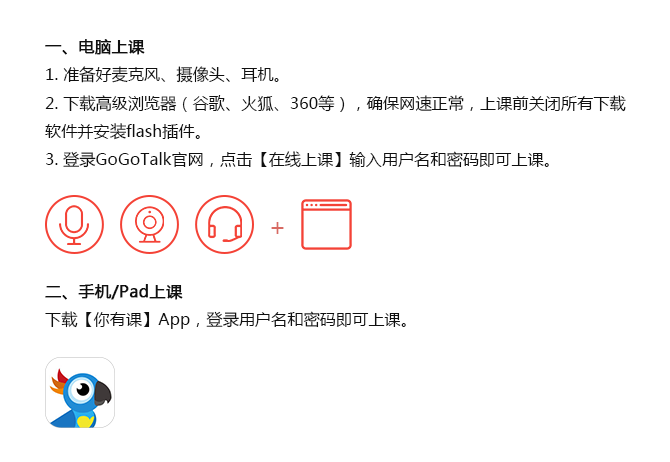 一、电脑上课
1. 准备好麦克风、摄像头、耳机。
2. 下载高级浏览器（谷歌、火狐、360等），确保网速正常，上课前关闭所有下载
软件并安装flash插件。
3. 登录GoGoTalk官网，点击【在线上课】输入用户名和密码即可上课。
+
二、手机/Pad上课
下载【你有课】App，登录用户名和密码即可上课。